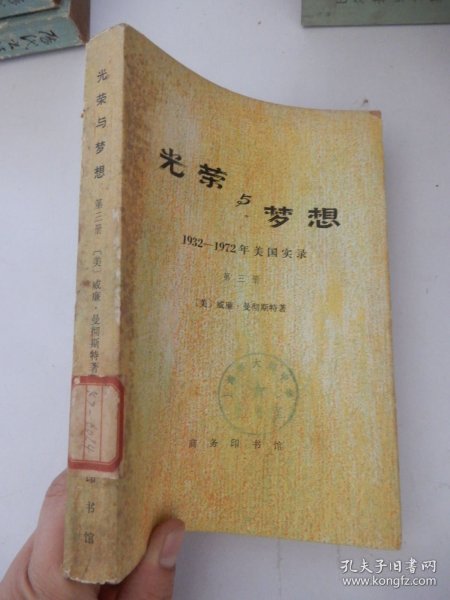 光荣与梦想
1932—1972年美国实录
第三册
〔美〕威廉·曼彻斯特著
商务印书馆
光荣与梦想 第三册 〔美〕威廉·曼彻斯特著
印书馆
孔夫子旧书网
www.kongfz.com